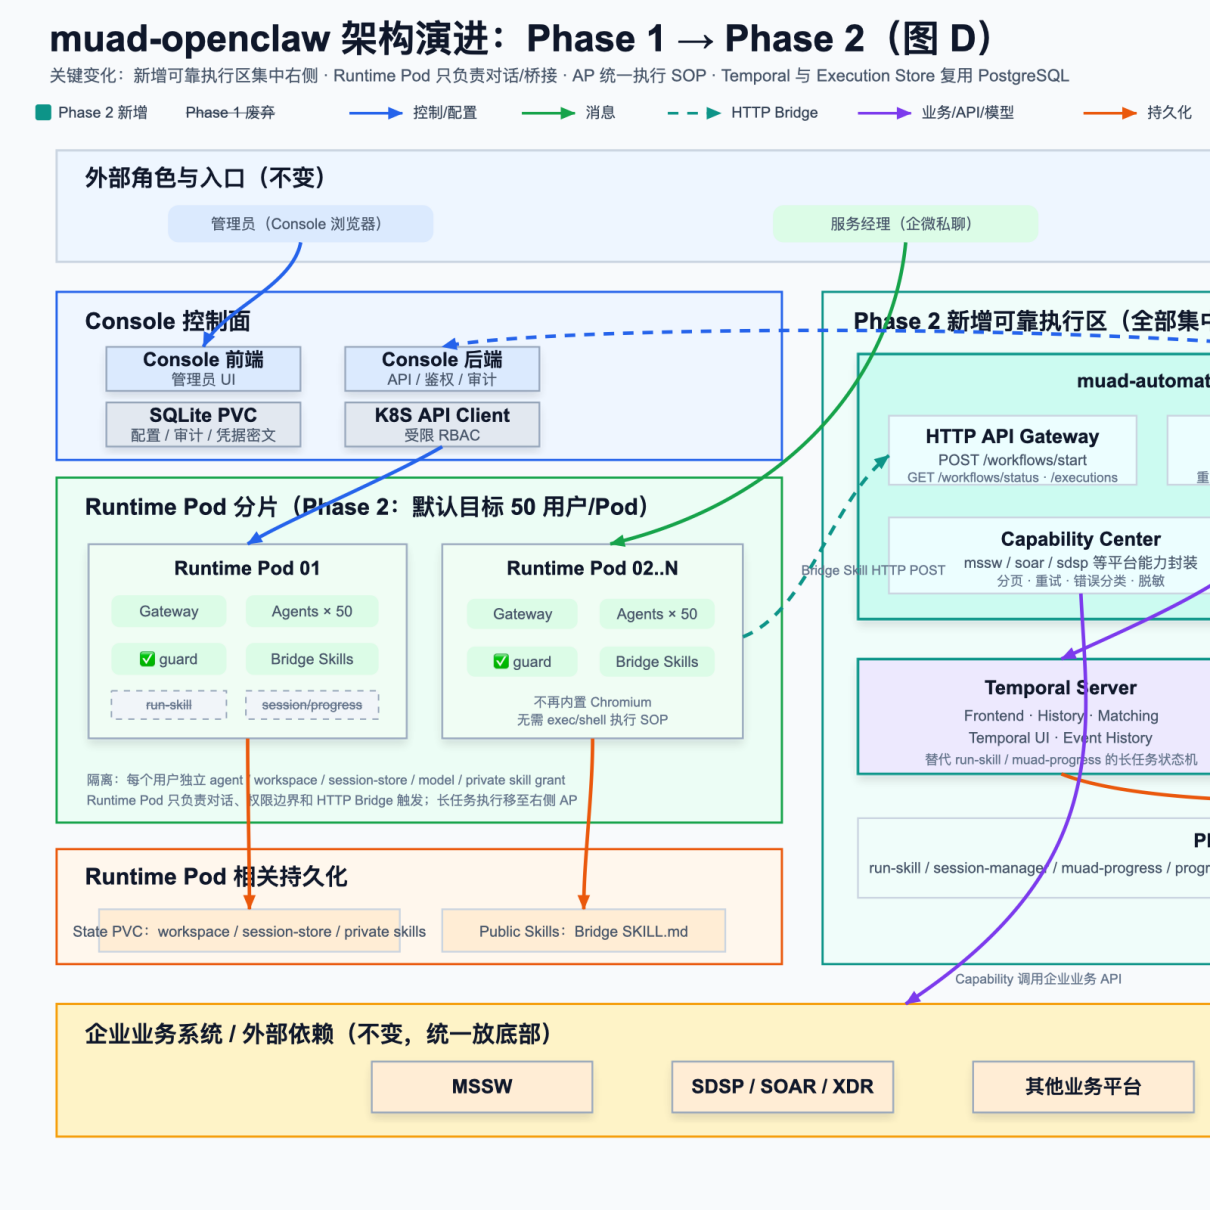 muad-openclaw 架构演进：Phase 1 → Phase 2（图 D）
关键变化：新增可靠执行区集中右侧 · Runtime Pod 只负责对话/桥接 · AP 统一执行 SOP · Temporal 与 Execution Store 复用 PostgreSQL
Phase 2 新增
Phase 1 废弃
控制/配置
消息
HTTP Bridge
业务/API/模型
持久化
外部角色与入口（不变）
管理员（Console 浏览器）
服务经理（企微私聊）
Console 控制面
Console 前端
管理员 UI
Console 后端
API / 鉴权 / 审计
SQLite PVC
配置 / 审计 / 凭据密文
K8S API Client
受限 RBAC
Runtime Pod 分片（Phase 2：默认目标 50 用户/Pod）
Runtime Pod 01
Gateway
Agents × 50
✅ guard
Bridge Skills
run-skill
session/progress
Runtime Pod 02..N
Gateway
Agents × 50
✅ guard
Bridge Skills
不再内置 Chromium
无需 exec/shell 执行 SOP
隔离：每个用户独立 agent / workspace / session-store / model / private skill grant
Runtime Pod 只负责对话、权限边界和 HTTP Bridge 触发；长任务执行移至右侧 AP
Runtime Pod 相关持久化
State PVC：workspace / session-store / private skills
Public Skills：Bridge SKILL.md
Phase 2 新增可靠执行区（全部集中
muad-automat
HTTP API Gateway
POST /workflows/start
GET /workflows/status · /executions
重
Capability Center
mssw / soar / sdsp 等平台能力封装
分页 · 重试 · 错误分类 · 脱敏
Bridge Skill HTTP POST
Temporal Server
Frontend · History · Matching
Temporal UI · Event History
替代 run-skill / muad-progress 的长任务状态机
run-skill / session-manager / muad-progress / progr
Capability 调用企业业务 API
企业业务系统 / 外部依赖（不变，统一放底部）
MSSW
SDSP / SOAR / XDR
其他业务平台